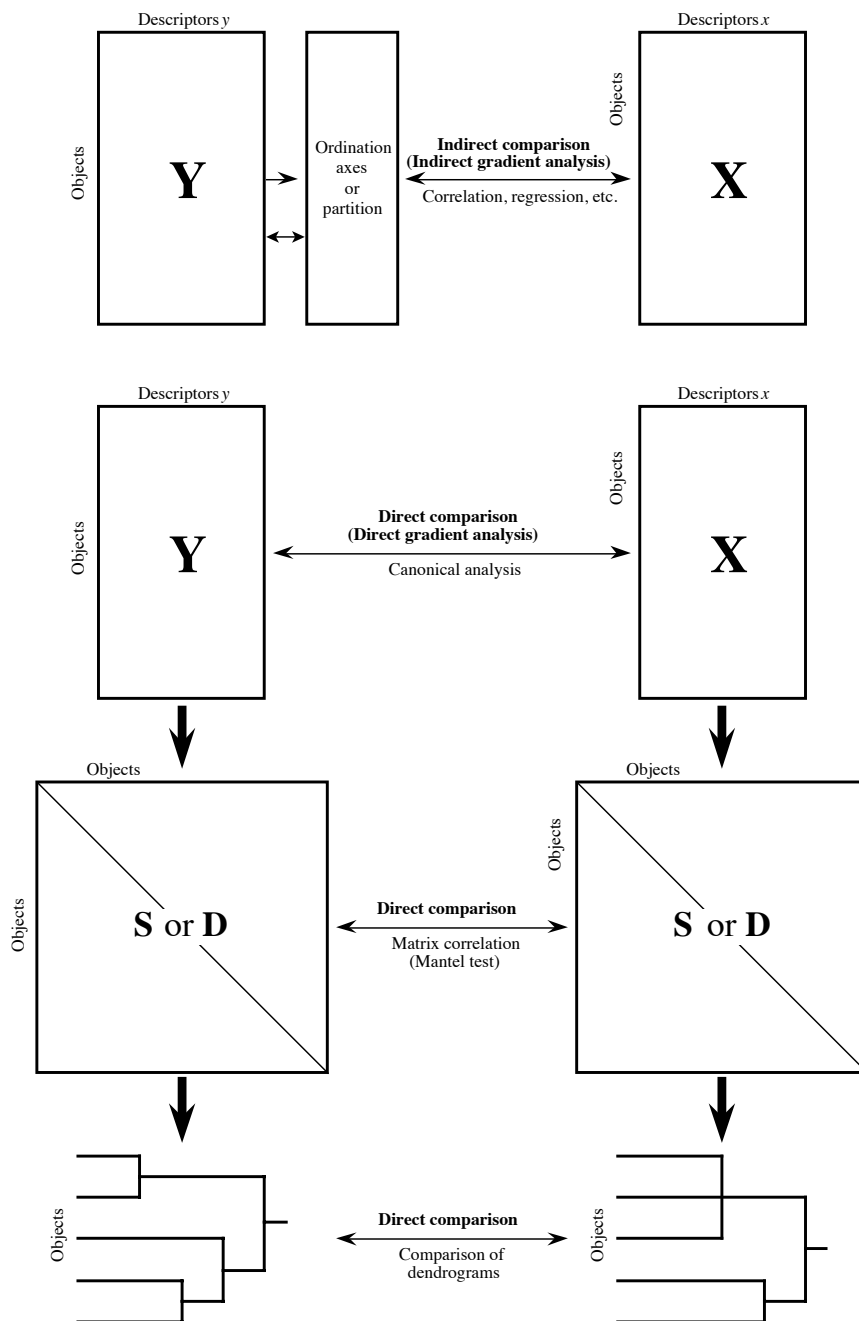 Descriptors y
Descriptors x
Objects
Y
Ordination
axes
or
partition
Indirect comparison
(Indirect gradient analysis)
Correlation, regression, etc.
Objects
X
Descriptors y
Descriptors x
Objects
Y
Direct comparison
(Direct gradient analysis)
Canonical analysis
Objects
X
Objects
Objects
Objects
S or D
Direct comparison
Matrix correlation
(Mantel test)
Objects
S or D
Objects
Direct comparison
Comparison of
dendrograms
Objects